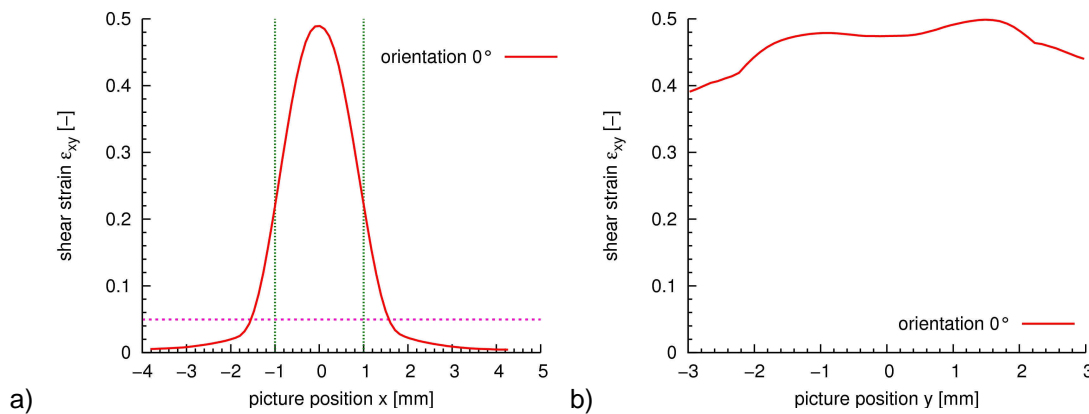 0.5
0.4
0.3
0.2
0.1
0
shear strain εxy [−]
orientation 0°
−4 −3 −2 −1 0 1 2 3 4 5
picture position x [mm]
a)
0.5
0.4
0.3
0.2
0.1
0
shear strain εxy [−]
orientation 0°
−3 −2 −1 0 1 2 3
picture position y [mm]
b)